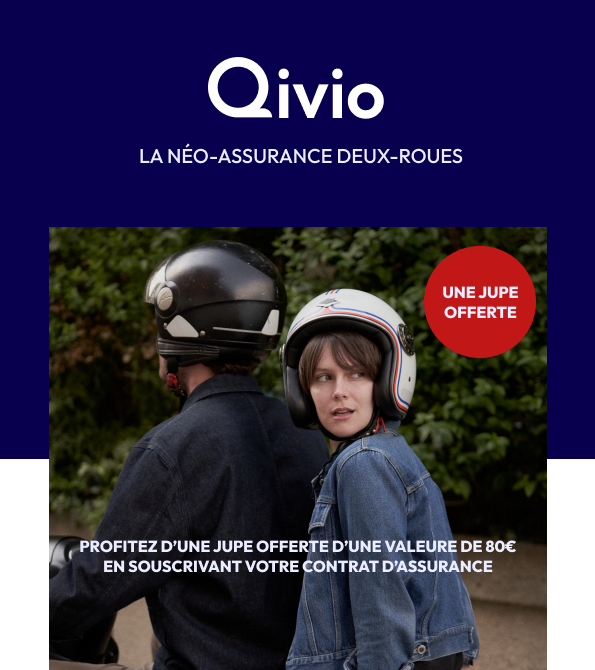 Qivio
LA NÉO-ASSURANCE DEUX-ROUES
UNE JUPE
OFFERTE
PROFITEZ D’UNE JUPE OFFERTE D’UNE VALEURE DE 80€
EN SOUSCRIVANT VOTRE CONTRAT D’ASSURANCE